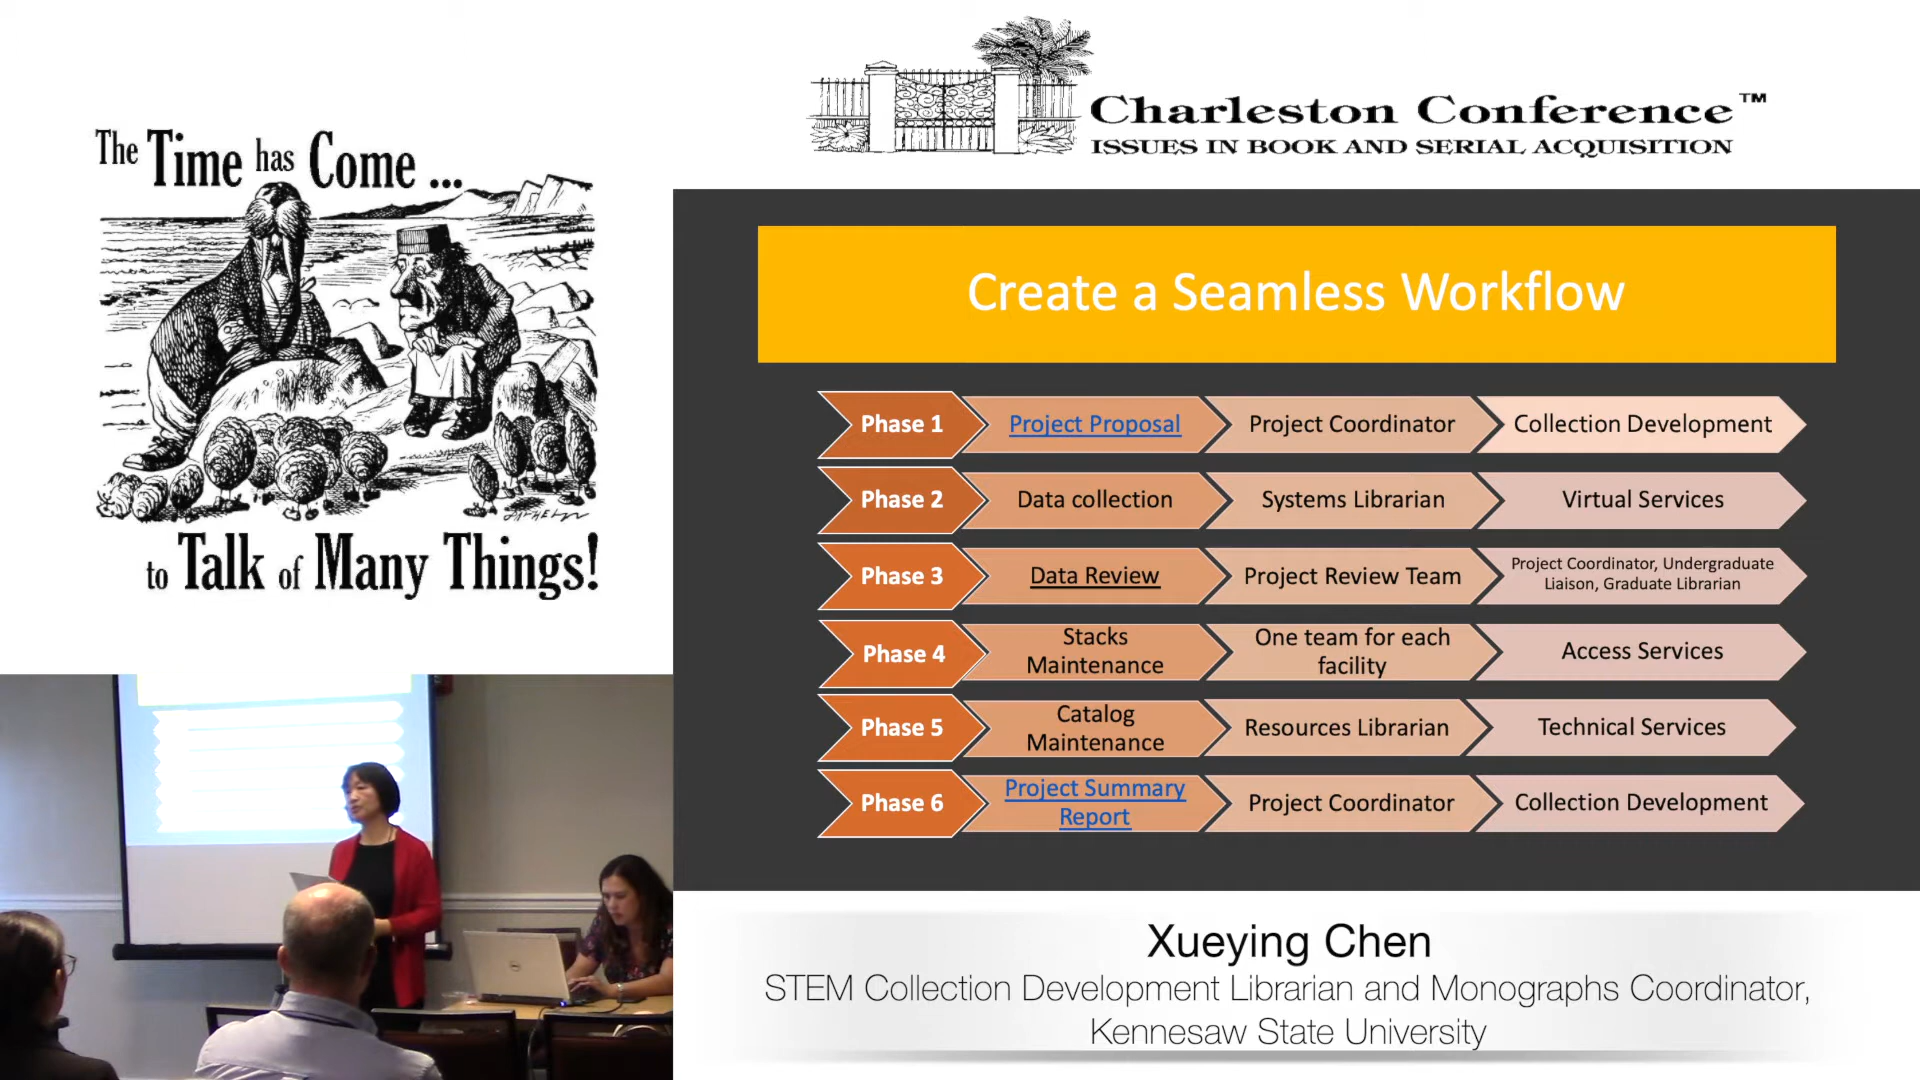 The Time has Come ...
to Talk of Many Things!
Charleston Conference™
ISSUES IN BOOK AND SERIAL ACQUISITION
Create a Seamless Workflow
Phase 1 Project Proposal Project Coordinator Collection Development
Phase 2 Data collection Systems Librarian Virtual Services
Phase 3 Data Review Project Review Team Project Coordinator, Undergraduate
Liaison, Graduate Librarian
Phase 4 Stacks
Maintenance One team for each
facility Access Services
Phase 5 Catalog
Maintenance Resources Librarian Technical Services
Phase 6 Project Summary
Report Project Coordinator Collection Development
Xueying Chen
STEM Collection Development Librarian and Monographs Coordinator,
Kennesaw State University